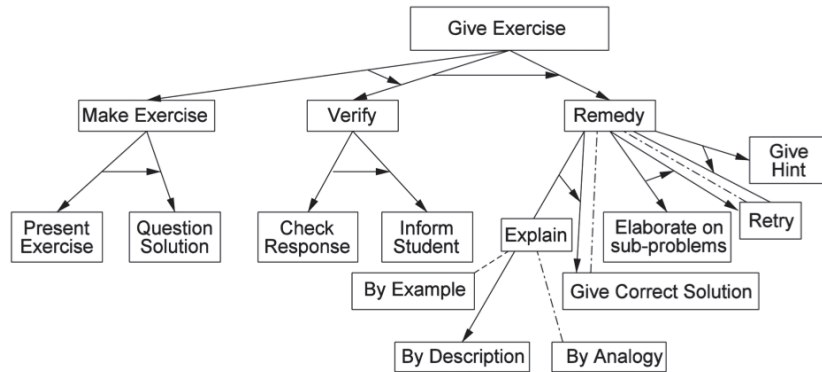 Give Exercise
Make Exercise
Verify
Remedy
Give
Hint
Present
Exercise
Question
Solution
Check
Response
Inform
Student
Explain
Elaborate on
sub-problems
Retry
By Example
Give Correct Solution
By Description
By Analogy